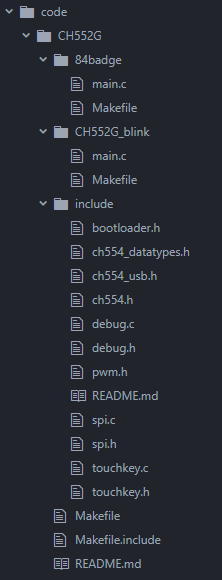 code
CH552G
84badge
main.c
Makefile
CH552G_blink
main.c
Makefile
include
bootloader.h
ch554_datatypes.h
ch554_usb.h
ch554.h
debug.c
debug.h
pwm.h
README.md
spi.c
spi.h
touchkey.c
touchkey.h
Makefile
Makefile.include
README.md